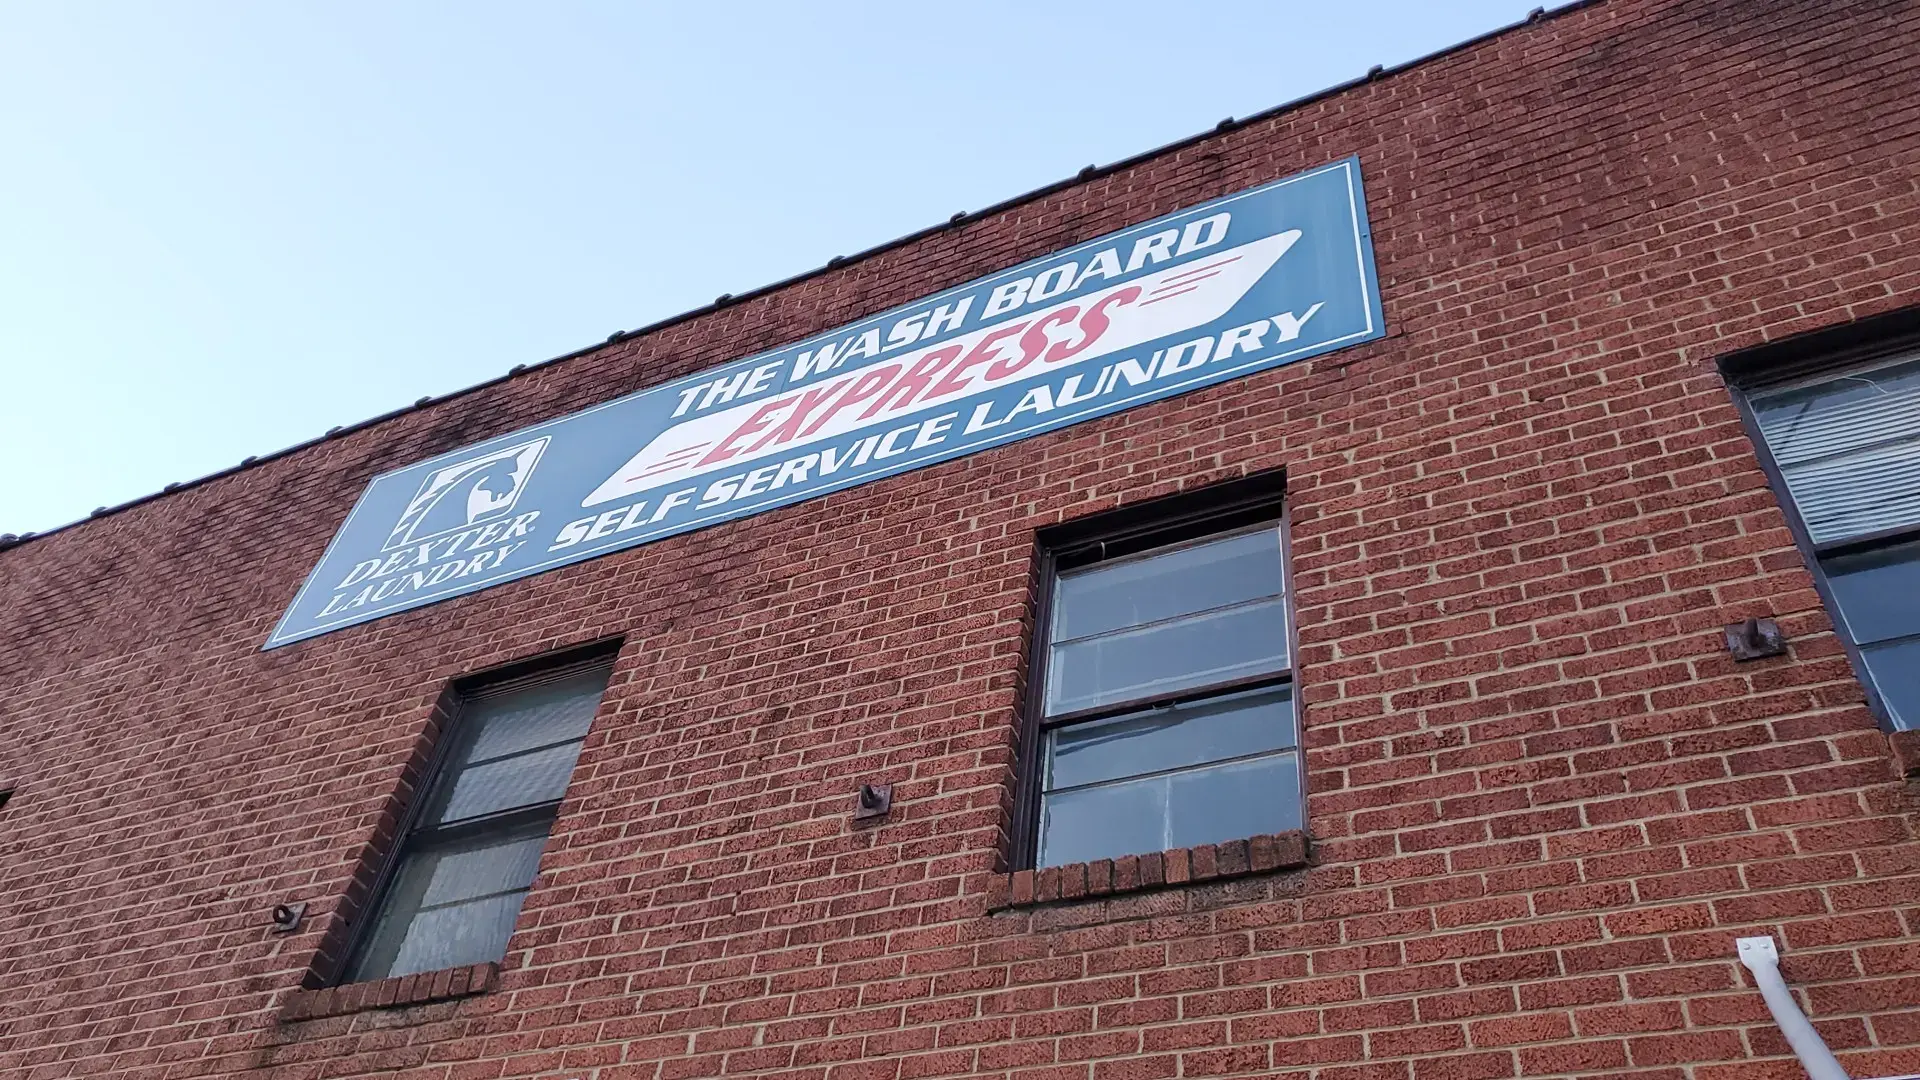 THE WASH BOARD
EXPRESS
SELF SERVICE LAUNDRY
DEXTER
LAUNDRY